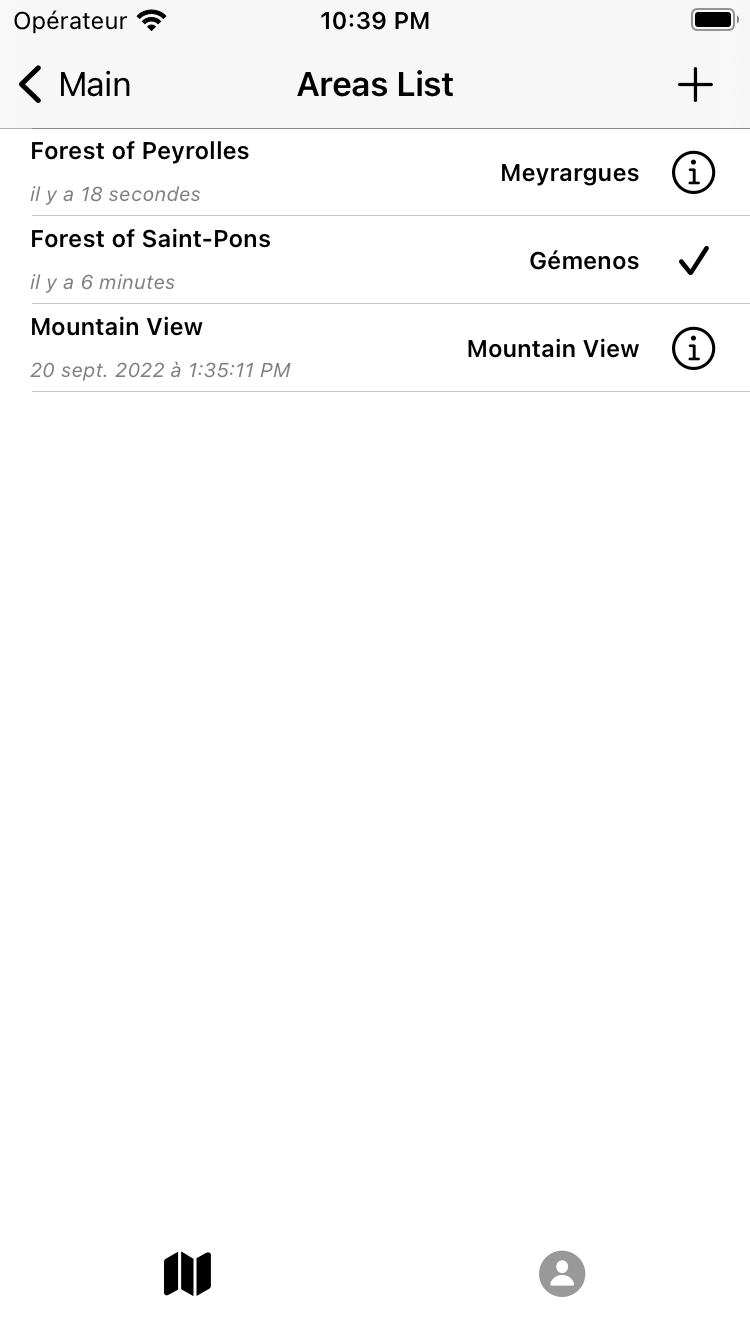 Opérateur 10:39 PM
Main Areas List
Forest of Peyrolles
Meyrargues
il y a 18 secondes
Forest of Saint-Pons
Gémenos
il y a 6 minutes
Mountain View
Mountain View
20 sept. 2022 à 1:35:11 PM